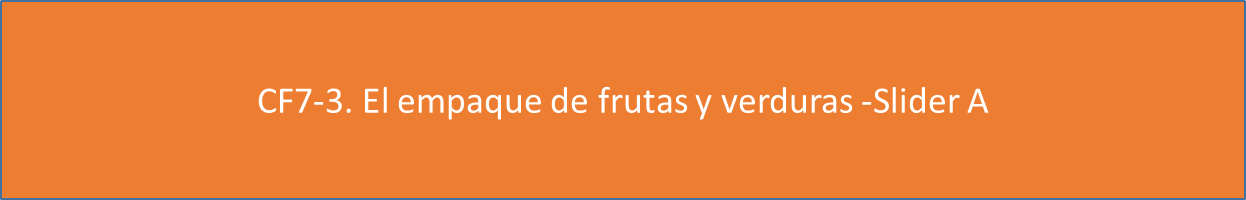 CF7-3. El empaque de frutas y verduras -Slider A